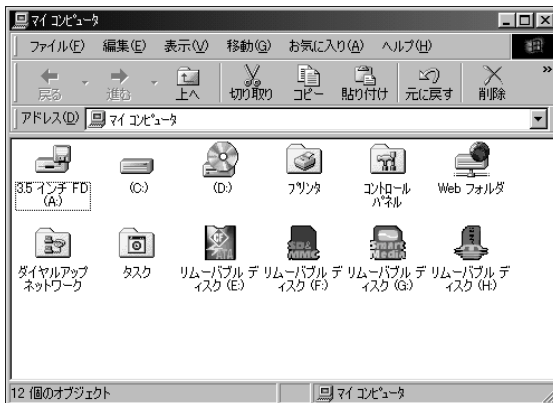 マイ コンピュータ
ファイル(F) 編集(E) 表示(V) 移動(G) お気に入り(A) ヘルプ(H)
戻る 進む 上へ 切り取り コピー 貼り付け 元に戻す 削除 »
アドレス(D) マイ コンピュータ
3.5 インチ FD (A:)
(C:)
(D:)
プリンタ
コントロール パネル
Web フォルダ
ダイヤルアップ ネットワーク
タスク
CF ATA
リムーバブル ディスク (E:)
SD& MMC
リムーバブル ディスク (F:)
Smart Media
リムーバブル ディスク (G:)
リムーバブル ディスク (H:)
12 個のオブジェクト
マイ コンピュータ